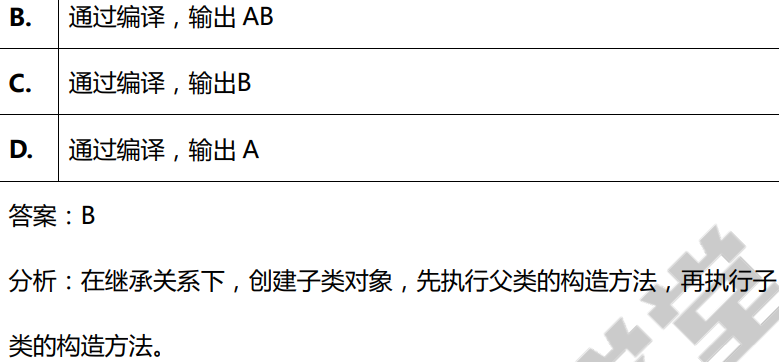 B. 通过编译，输出 AB
C. 通过编译，输出B
D. 通过编译，输出 A
答案：B
分析：在继承关系下，创建子类对象，先执行父类的构造方法，再执行子
类的构造方法。
学堂